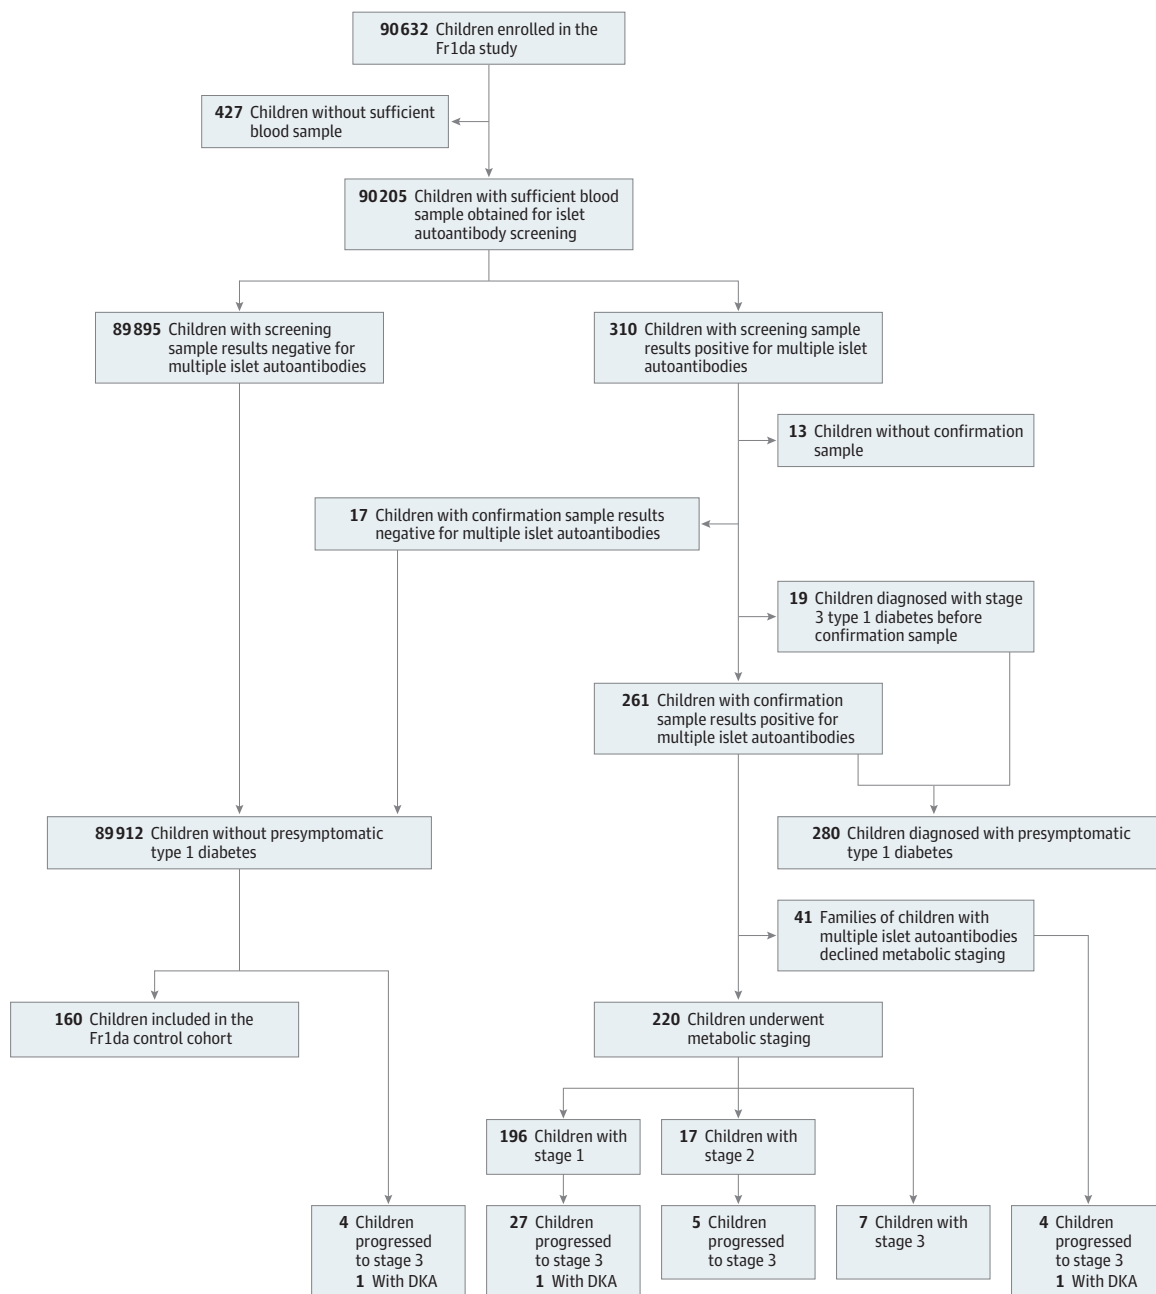 90 632 Children enrolled in the
Fr1da study
427 Children without sufficient
blood sample
90 205 Children with sufficient blood
sample obtained for islet
autoantibody screening
89 895 Children with screening
sample results negative for
multiple islet autoantibodies
310 Children with screening sample
results positive for multiple islet
autoantibodies
13 Children without confirmation
sample
17 Children with confirmation sample results
negative for multiple islet autoantibodies
19 Children diagnosed with stage
3 type 1 diabetes before
confirmation sample
261 Children with confirmation
sample results positive for
multiple islet autoantibodies
89 912 Children without presymptomatic
type 1 diabetes
280 Children diagnosed with presymptomatic
type 1 diabetes
41 Families of children with
multiple islet autoantibodies
declined metabolic staging
160 Children included in the
Fr1da control cohort
220 Children underwent
metabolic staging
196 Children with
stage 1
17 Children with
stage 2
4 Children
progressed
to stage 3
1 With DKA
27 Children
progressed
to stage 3
1 With DKA
5 Children
progressed
to stage 3
7 Children with
stage 3
4 Children
progressed
to stage 3
1 With DKA